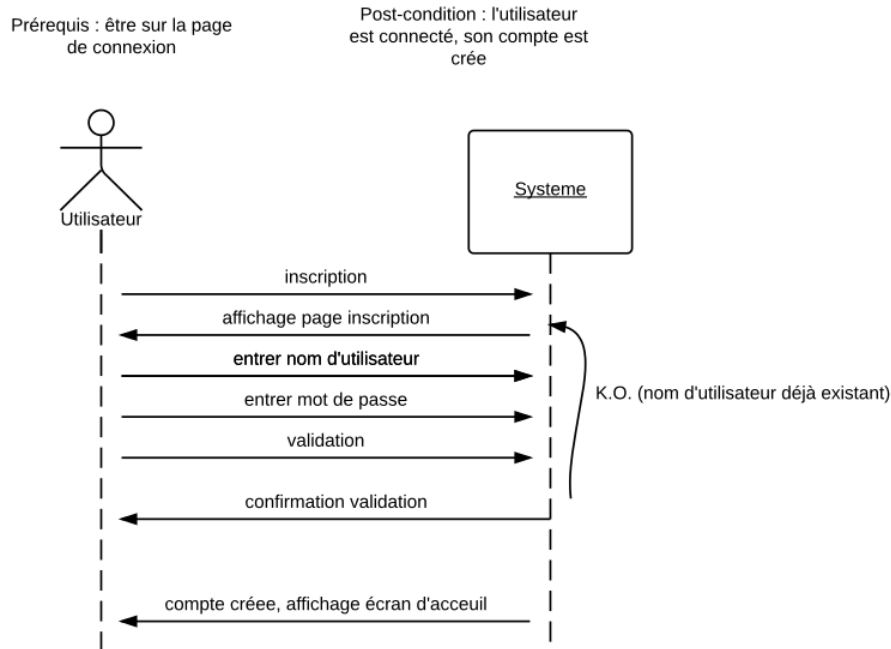 Prérequis : être sur la page
de connexion
Post-condition : l'utilisateur
est connecté, son compte est
crée
Utilisateur
Systeme
inscription
affichage page inscription
entrer nom d'utilisateur
K.O. (nom d'utilisateur déjà existant)
entrer mot de passe
validation
confirmation validation
compte créee, affichage écran d'acceuil